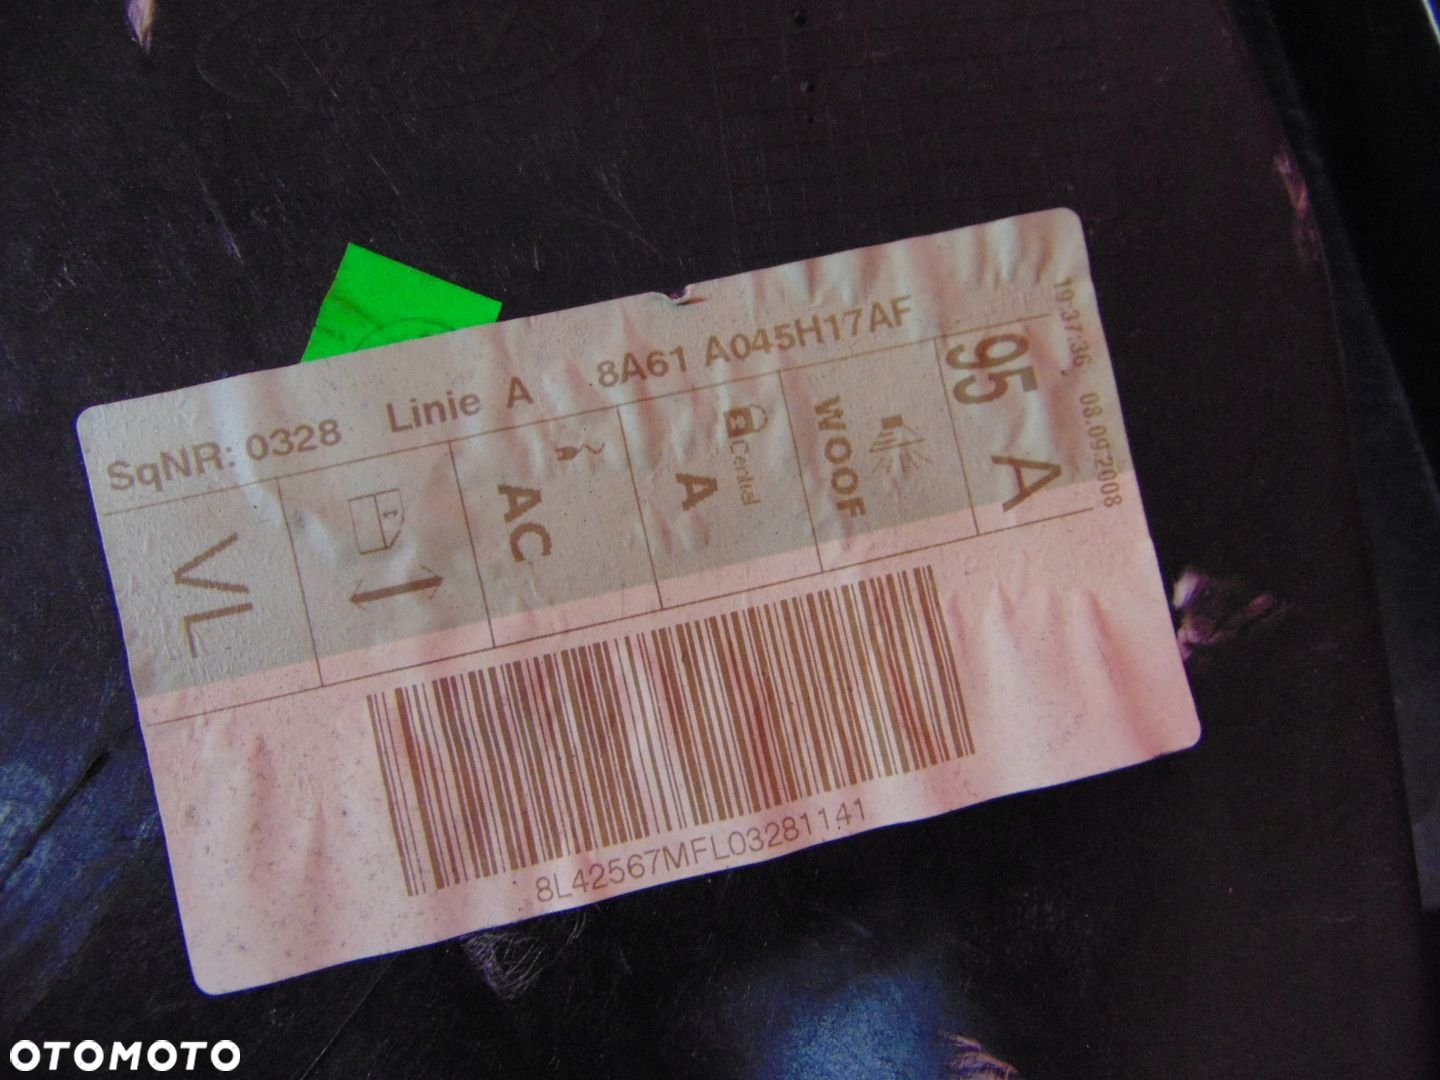 19:37:36 08.09.2008
SqNR: 0328 Linie A 8A61 A045H17AF
VL
AC
Central
A
WOOF
95 A
8L42567MFL03281141
OTOMOTO